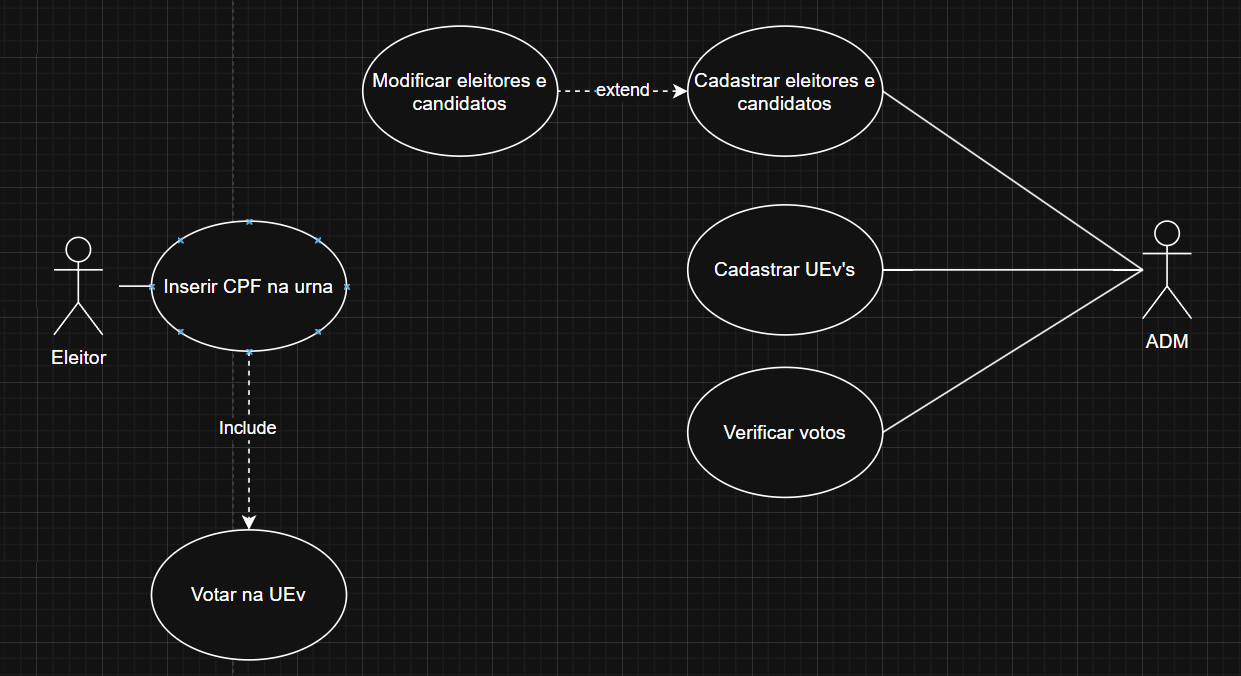 Modificar eleitores e
candidatos
extend
Cadastrar eleitores e
candidatos
Cadastrar UEv's
Inserir CPF na urna
Eleitor
ADM
Include
Verificar votos
Votar na UEv